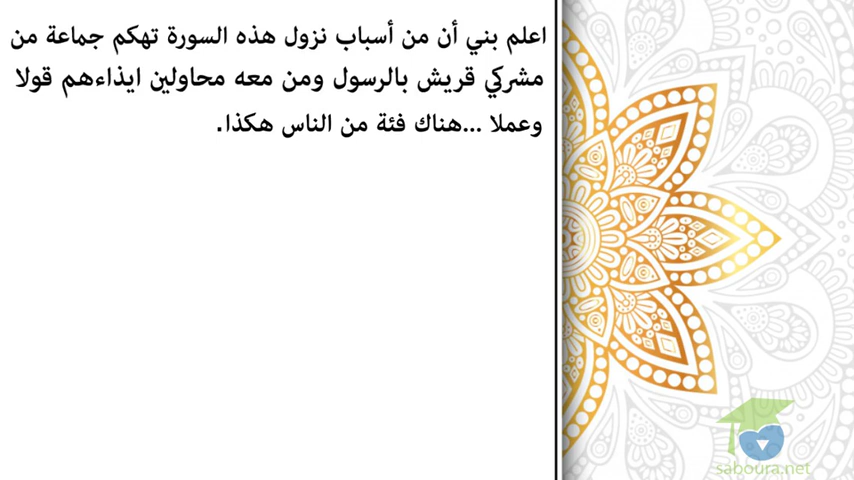 اعلم بني أن من أسباب نزول هذه السورة تهكم جماعة من
مشركي قريش بالرسول ومن معه محاولين ايذاءهم قولا
وعملا ...هناك فئة من الناس هكذا.
saboura.net